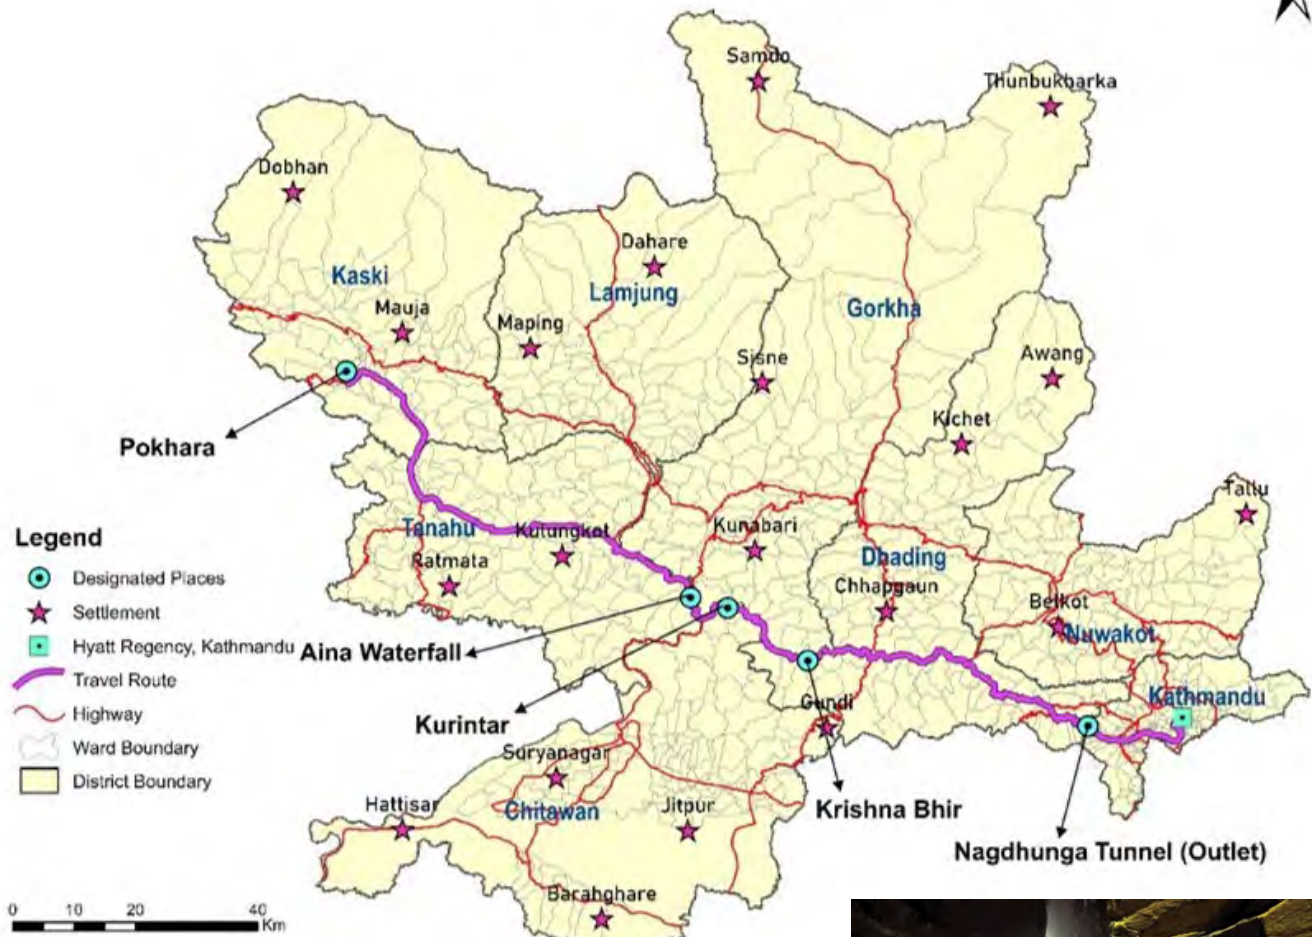 Samdo
Thunbukharka
Dobhan
Dahare
Kaski
Lamjung
Mauja
Maping
Gorkha
Sisne
Awang
Kichet
Pokhara
Tallu
Legend
Designated Places
Settlement
Hyatt Regency, Kathmandu
Travel Route
Highway
Ward Boundary
District Boundary
Tanahu
Kulungkot
Kunabari
Ratmata
Dhading
Chhapgaun
Belkot
Nuwakot
Aina Waterfall
Kathmandu
Kurintar
Gundi
Suryanagar
Hattisar
Chitawan
Jitpur
Krishna Bhir
Nagdhunga Tunnel (Outlet)
Barahghare
0 10 20 40
Km